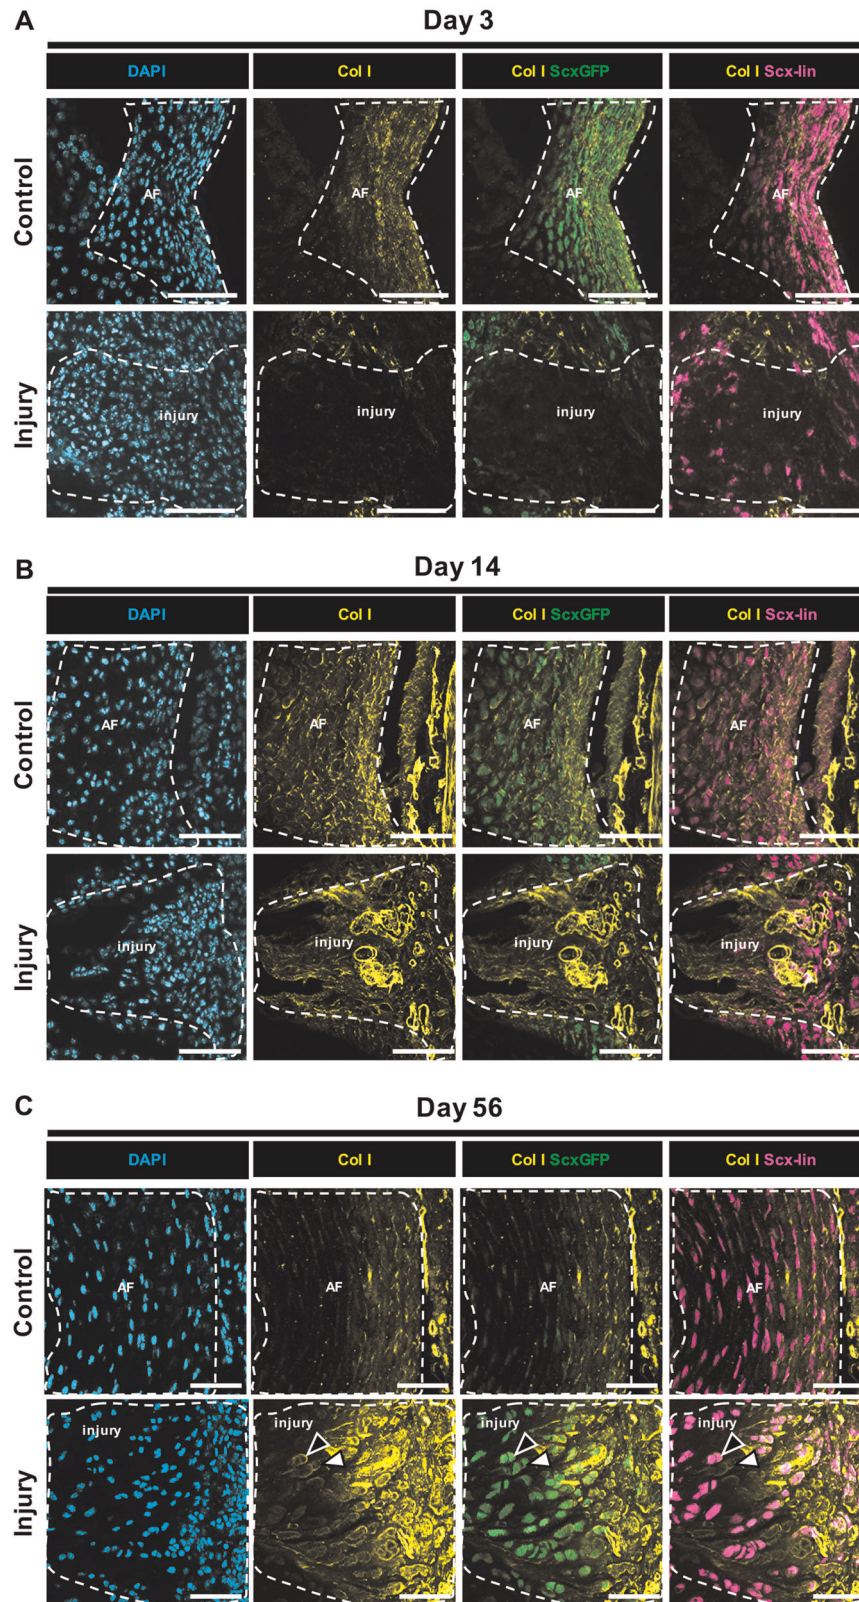 A
Day 3
DAPI Col I Col I ScxGFP Col I Scx-lin
Control
AF AF AF AF
Injury
injury injury injury injury
B
Day 14
DAPI Col I Col I ScxGFP Col I Scx-lin
Control
AF AF AF AF
Injury
injury injury injury injury
C
Day 56
DAPI Col I Col I ScxGFP Col I Scx-lin
Control
AF AF AF AF
Injury
injury injury injury injury